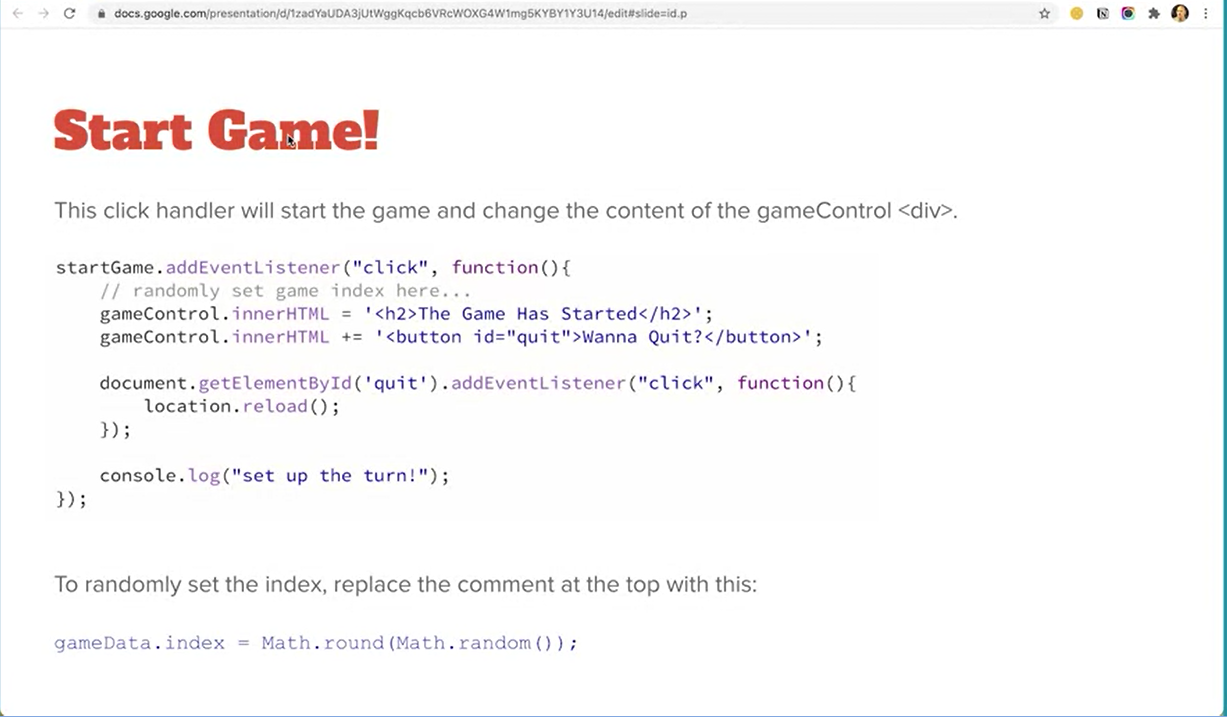 docs.google.com/presentation/d/1zadYaUDA3jUtWggKqcb6VRcWOXG4W1mg5KYBY1Y3U14/edit#slide=id.p
Start Game!
This click handler will start the game and change the content of the gameControl <div>.
startGame.addEventListener("click", function(){
    // randomly set game index here...
    gameControl.innerHTML = '<h2>The Game Has Started</h2>';
    gameControl.innerHTML += '<button id="quit">Wanna Quit?</button>';
    document.getElementById('quit').addEventListener("click", function(){
        location.reload();
    });
    console.log("set up the turn!");
});
To randomly set the index, replace the comment at the top with this:
gameData.index = Math.round(Math.random());